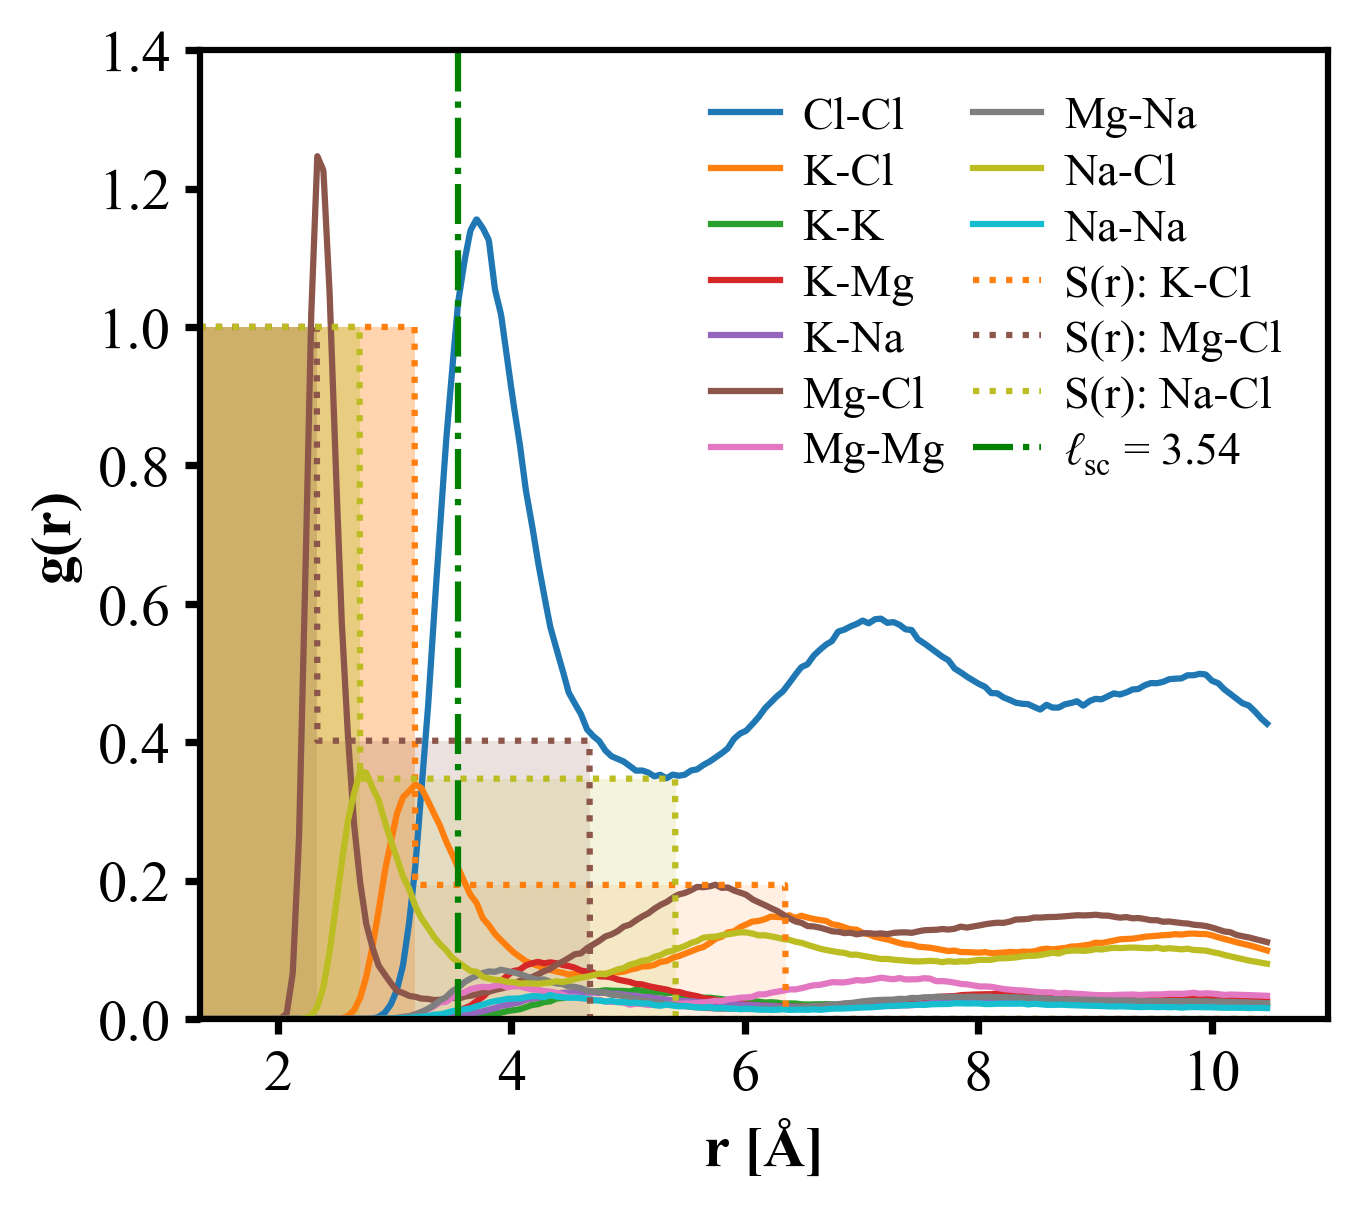 1.4
1.2
1.0
0.8
0.6
0.4
0.2
0.0
g(r)
2
4
6
8
10
r [Å]
Cl-Cl
K-Cl
K-K
K-Mg
K-Na
Mg-Cl
Mg-Mg
Mg-Na
Na-Cl
Na-Na
S(r): K-Cl
S(r): Mg-Cl
S(r): Na-Cl
ℓsc = 3.54